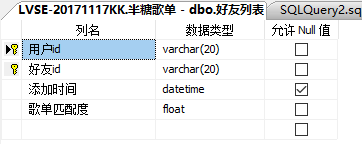 LVSE-20171117KK.半糖歌单 - dbo.好友列表 SQLQuery2.sq
列名 数据类型 允许 Null 值
用户id varchar(20)
好友id varchar(20)
添加时间 datetime
歌单匹配度 float